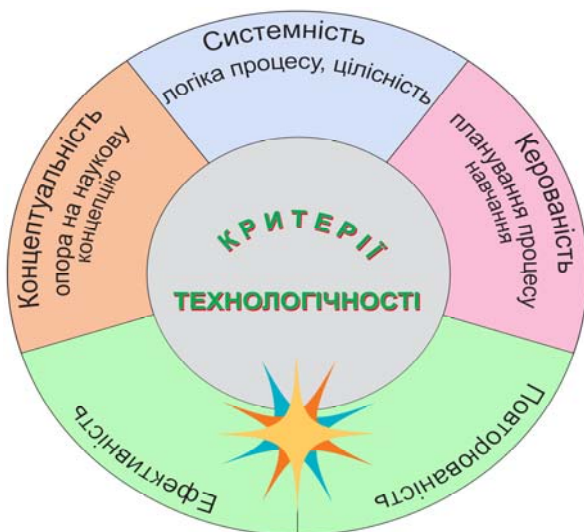 Системність
логіка процесу, цілісність
Керованість
планування процесу
навчання
Повторюваність
Ефективність
Концептуальність
опора на наукову
концепцію
КРИТЕРІЇ
ТЕХНОЛОГІЧНОСТІ